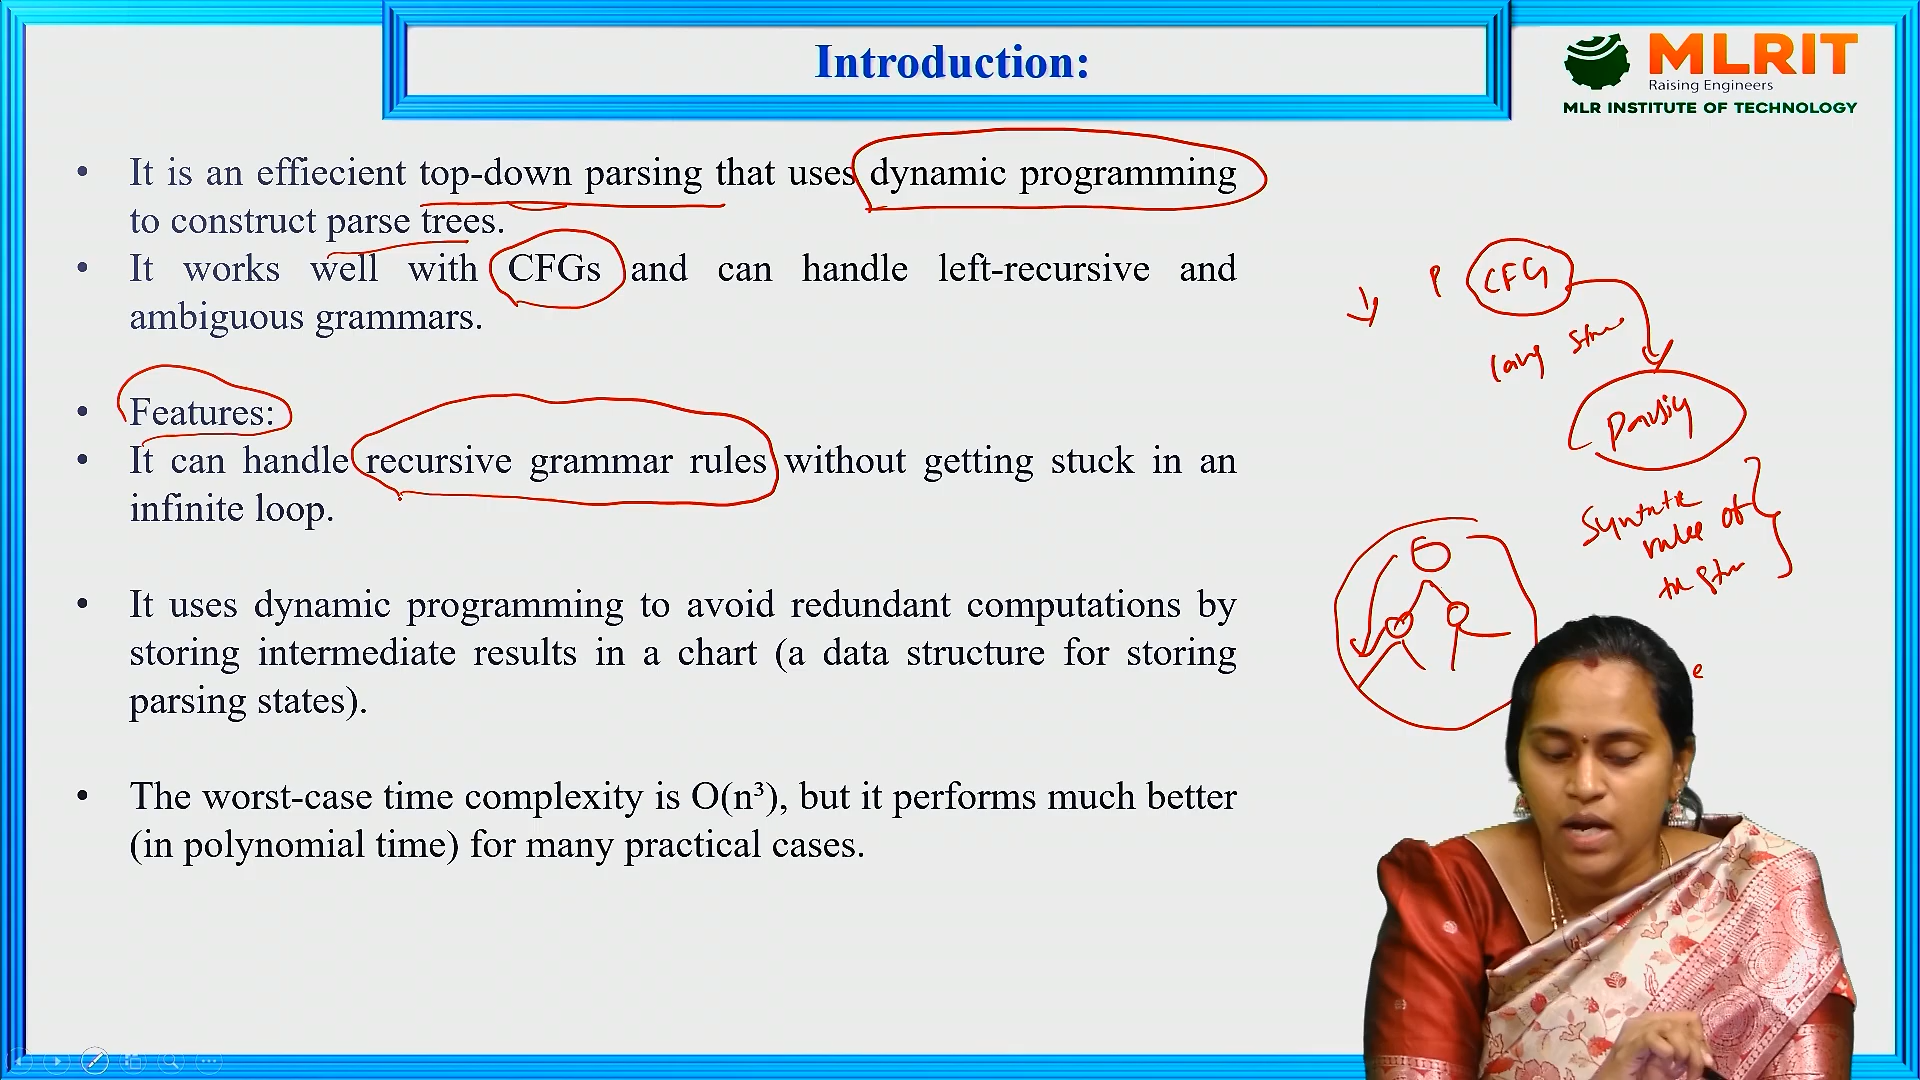 Introduction:
MLRIT
Raising Engineers
MLR INSTITUTE OF TECHNOLOGY
• It is an effiecient top-down parsing that uses dynamic programming
to construct parse trees.
• It works well with CFGs and can handle left-recursive and
ambiguous grammars.
• Features:
• It can handle recursive grammar rules without getting stuck in an
infinite loop.
• It uses dynamic programming to avoid redundant computations by
storing intermediate results in a chart (a data structure for storing
parsing states).
• The worst-case time complexity is O(n³), but it performs much better
(in polynomial time) for many practical cases.
CFG
lang
e